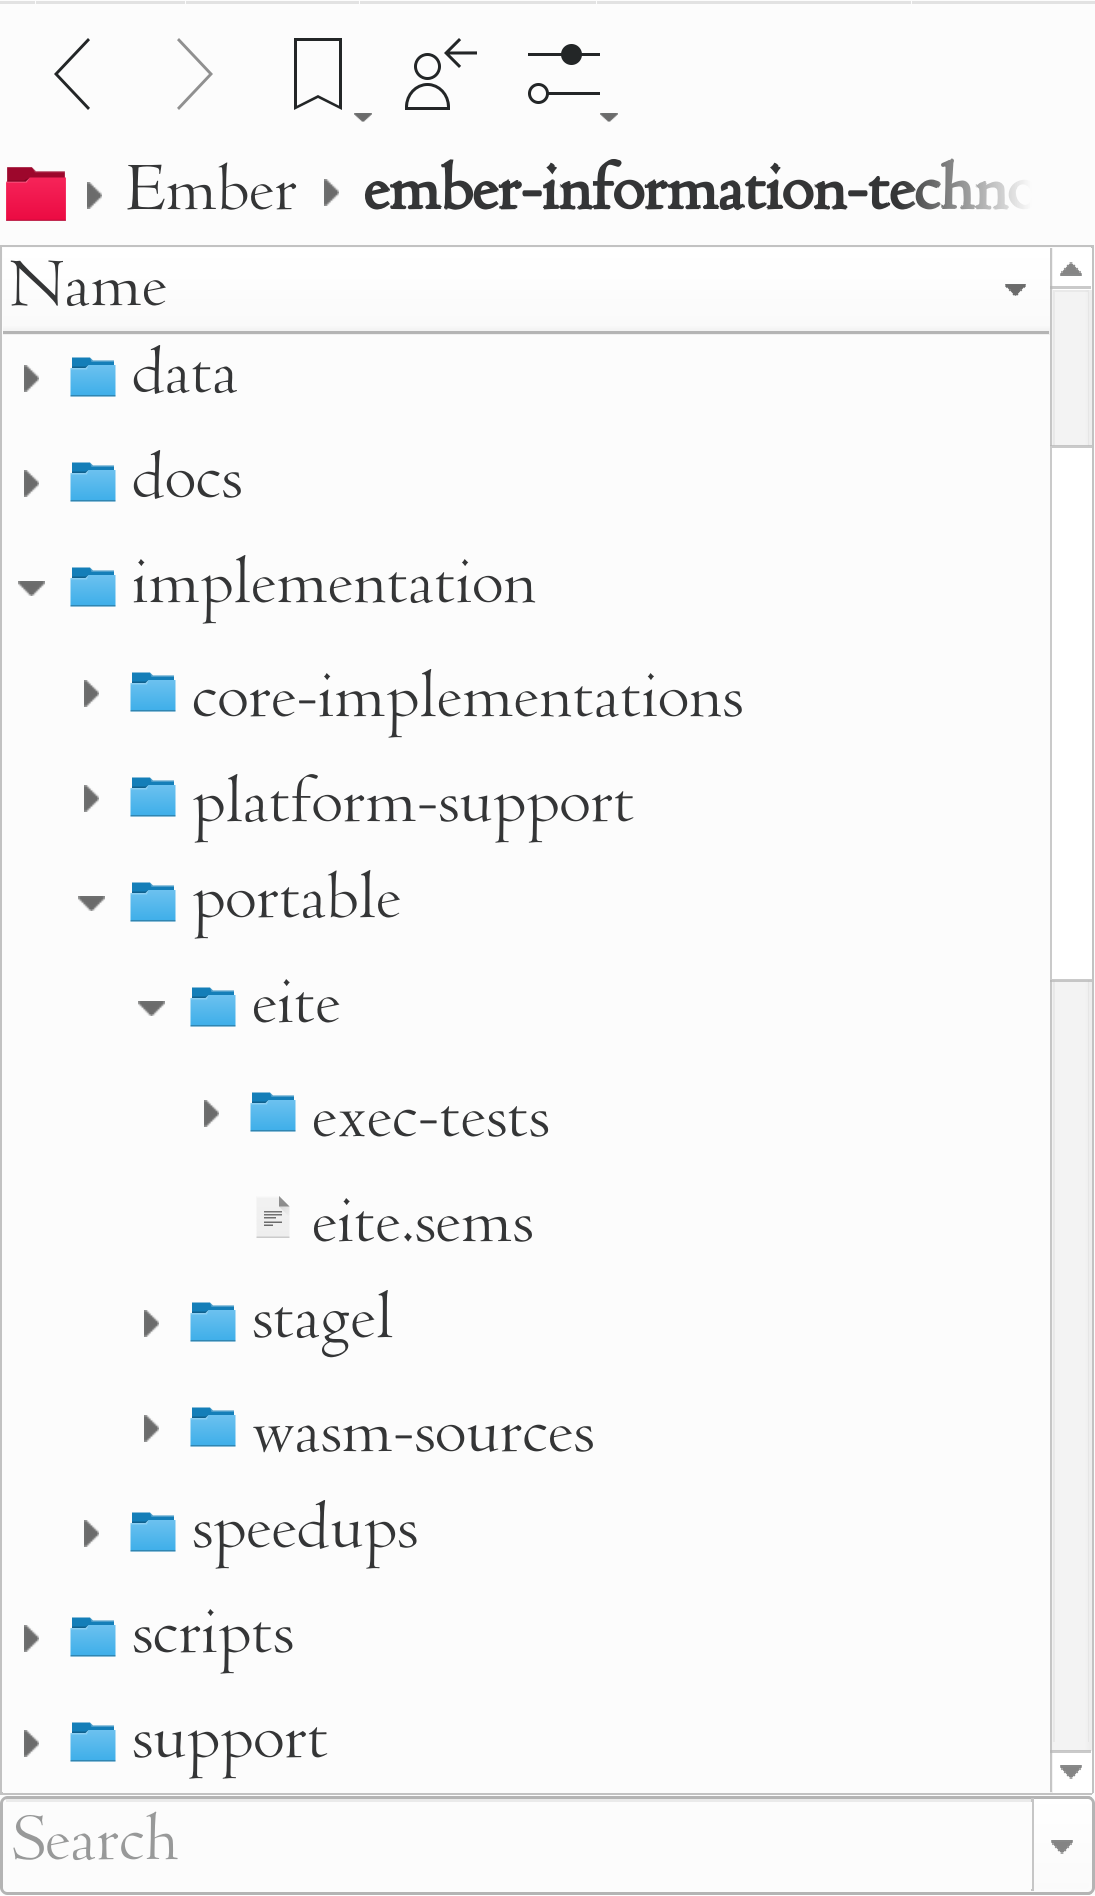 Ember ember-information-techno
Name
data
docs
implementation
core-implementations
platform-support
portable
eite
exec-tests
eite.sems
stagel
wasm-sources
speedups
scripts
support
Search